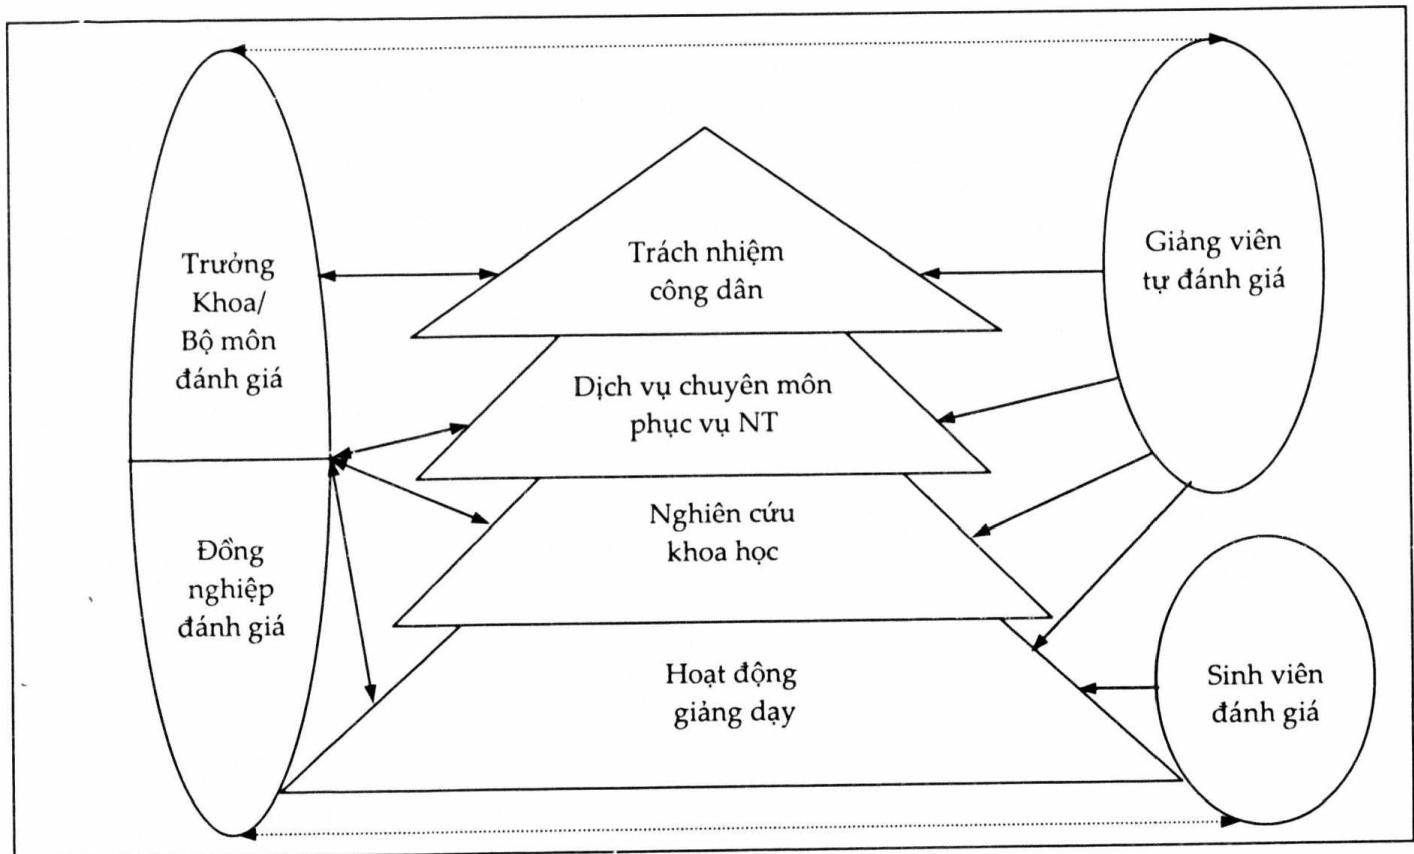 Trưởng
Khoa/
Bộ môn
đánh giá
Đồng
nghiệp
đánh giá
Trách nhiệm
công dân
Dịch vụ chuyên môn
phục vụ NT
Nghiên cứu
khoa học
Hoạt động
giảng dạy
Giảng viên
tự đánh giá
Sinh viên
đánh giá